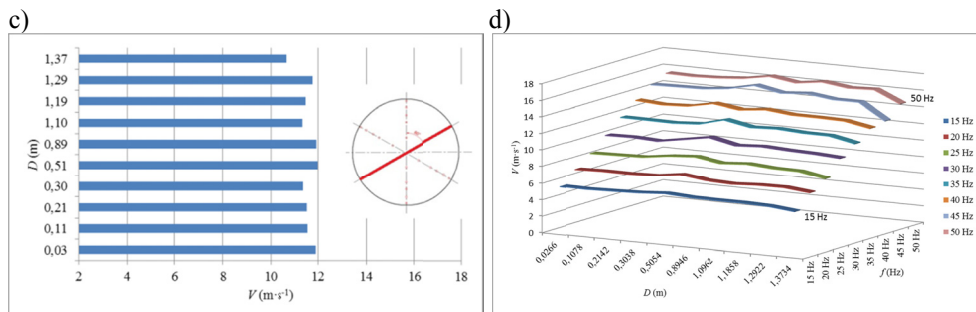 c)
D (m)
1,37
1,29
1,19
1,10
0,89
0,51
0,30
0,21
0,11
0,03
2 4 6 8 10 12 14 16 18
V (m·s⁻¹)
d)
V (m·s⁻¹)
18
16
14
12
10
8
6
4
2
0
0,0266
0,1078
0,2142
0,3038
0,5054
0,8946
1,1858
1,2922
1,3734
D (m)
15 Hz
20 Hz
25 Hz
30 Hz
35 Hz
40 Hz
45 Hz
50 Hz
f (Hz)
50 Hz
15 Hz
15 Hz
20 Hz
25 Hz
30 Hz
35 Hz
40 Hz
45 Hz
50 Hz